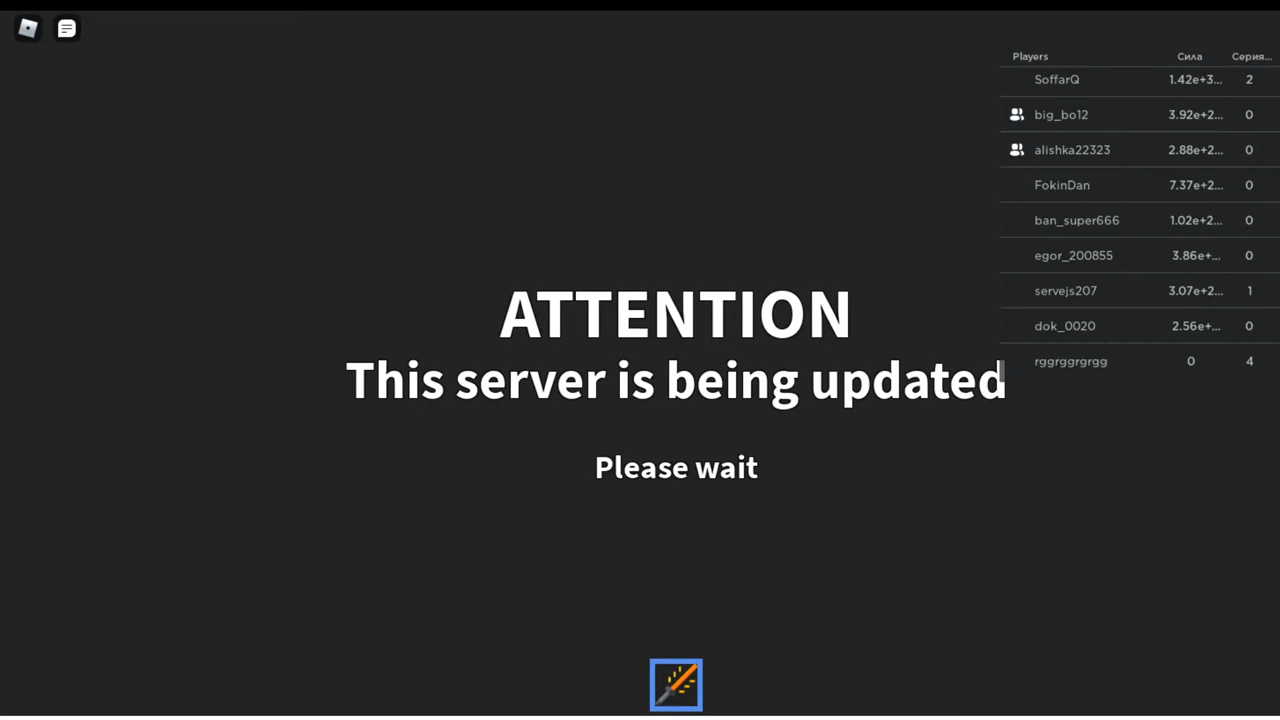 Players Сила Серия...
SoffarQ 1.42e+3... 2
big_bo12 3.92e+2... 0
alishka22323 2.88e+2... 0
FokinDan 7.37e+2... 0
ban_super666 1.02e+2... 0
egor_200855 3.86e+... 0
servejs207 3.07e+2... 1
dok_0020 2.56e+... 0
rggrggrgrgg 0 4
ATTENTION
This server is being updated
Please wait